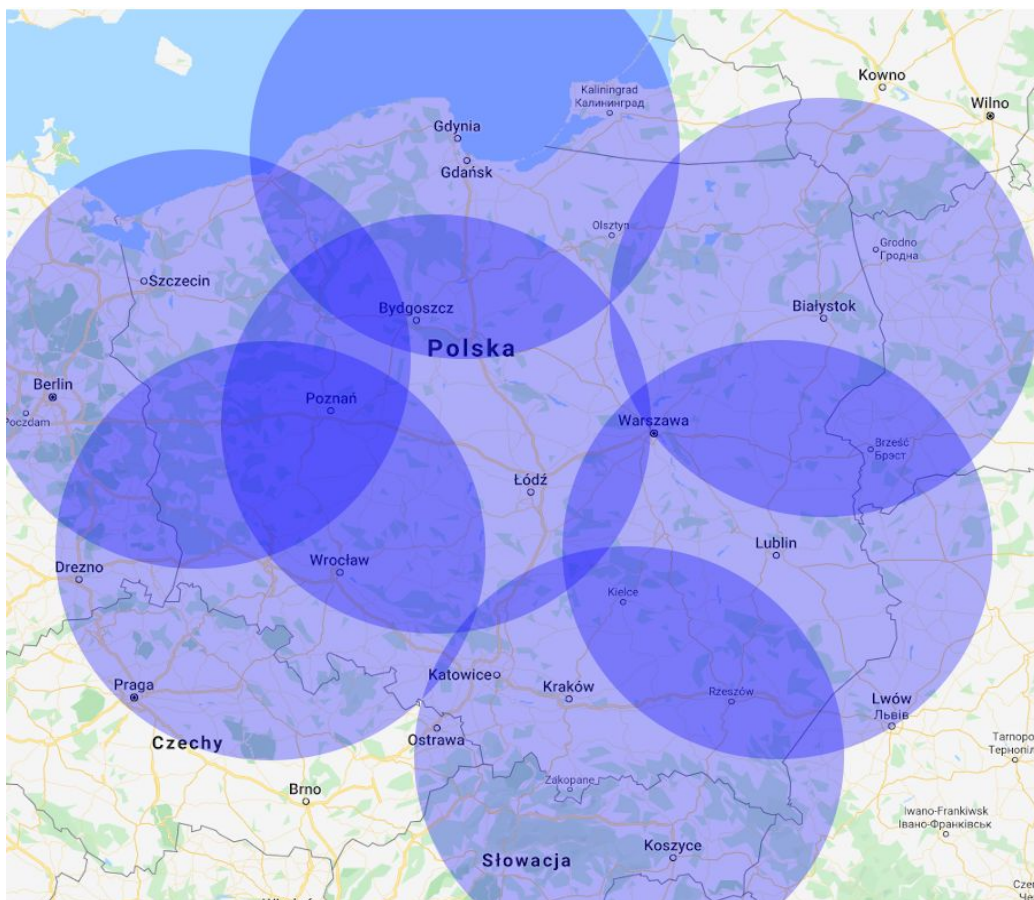 Kowno
Kaliningrad
Калининград
Wilno
Gdynia
Gdańsk
Olsztyn
Grodno
Гродна
Szczecin
Białystok
Bydgoszcz
Polska
Berlin
Poznań
Poczdam
Warszawa
Brześć
Брэст
Łódź
Lublin
Wrocław
Drezno
Kielce
Katowice
Praga
Kraków
Rzeszów
Lwów
Львів
Ostrawa
Czechy
Tarnopo
Тернопіл
Zakopane
Brno
Iwano-Frankiwsk
Івано-Франківськ
Słowacja
Koszyce